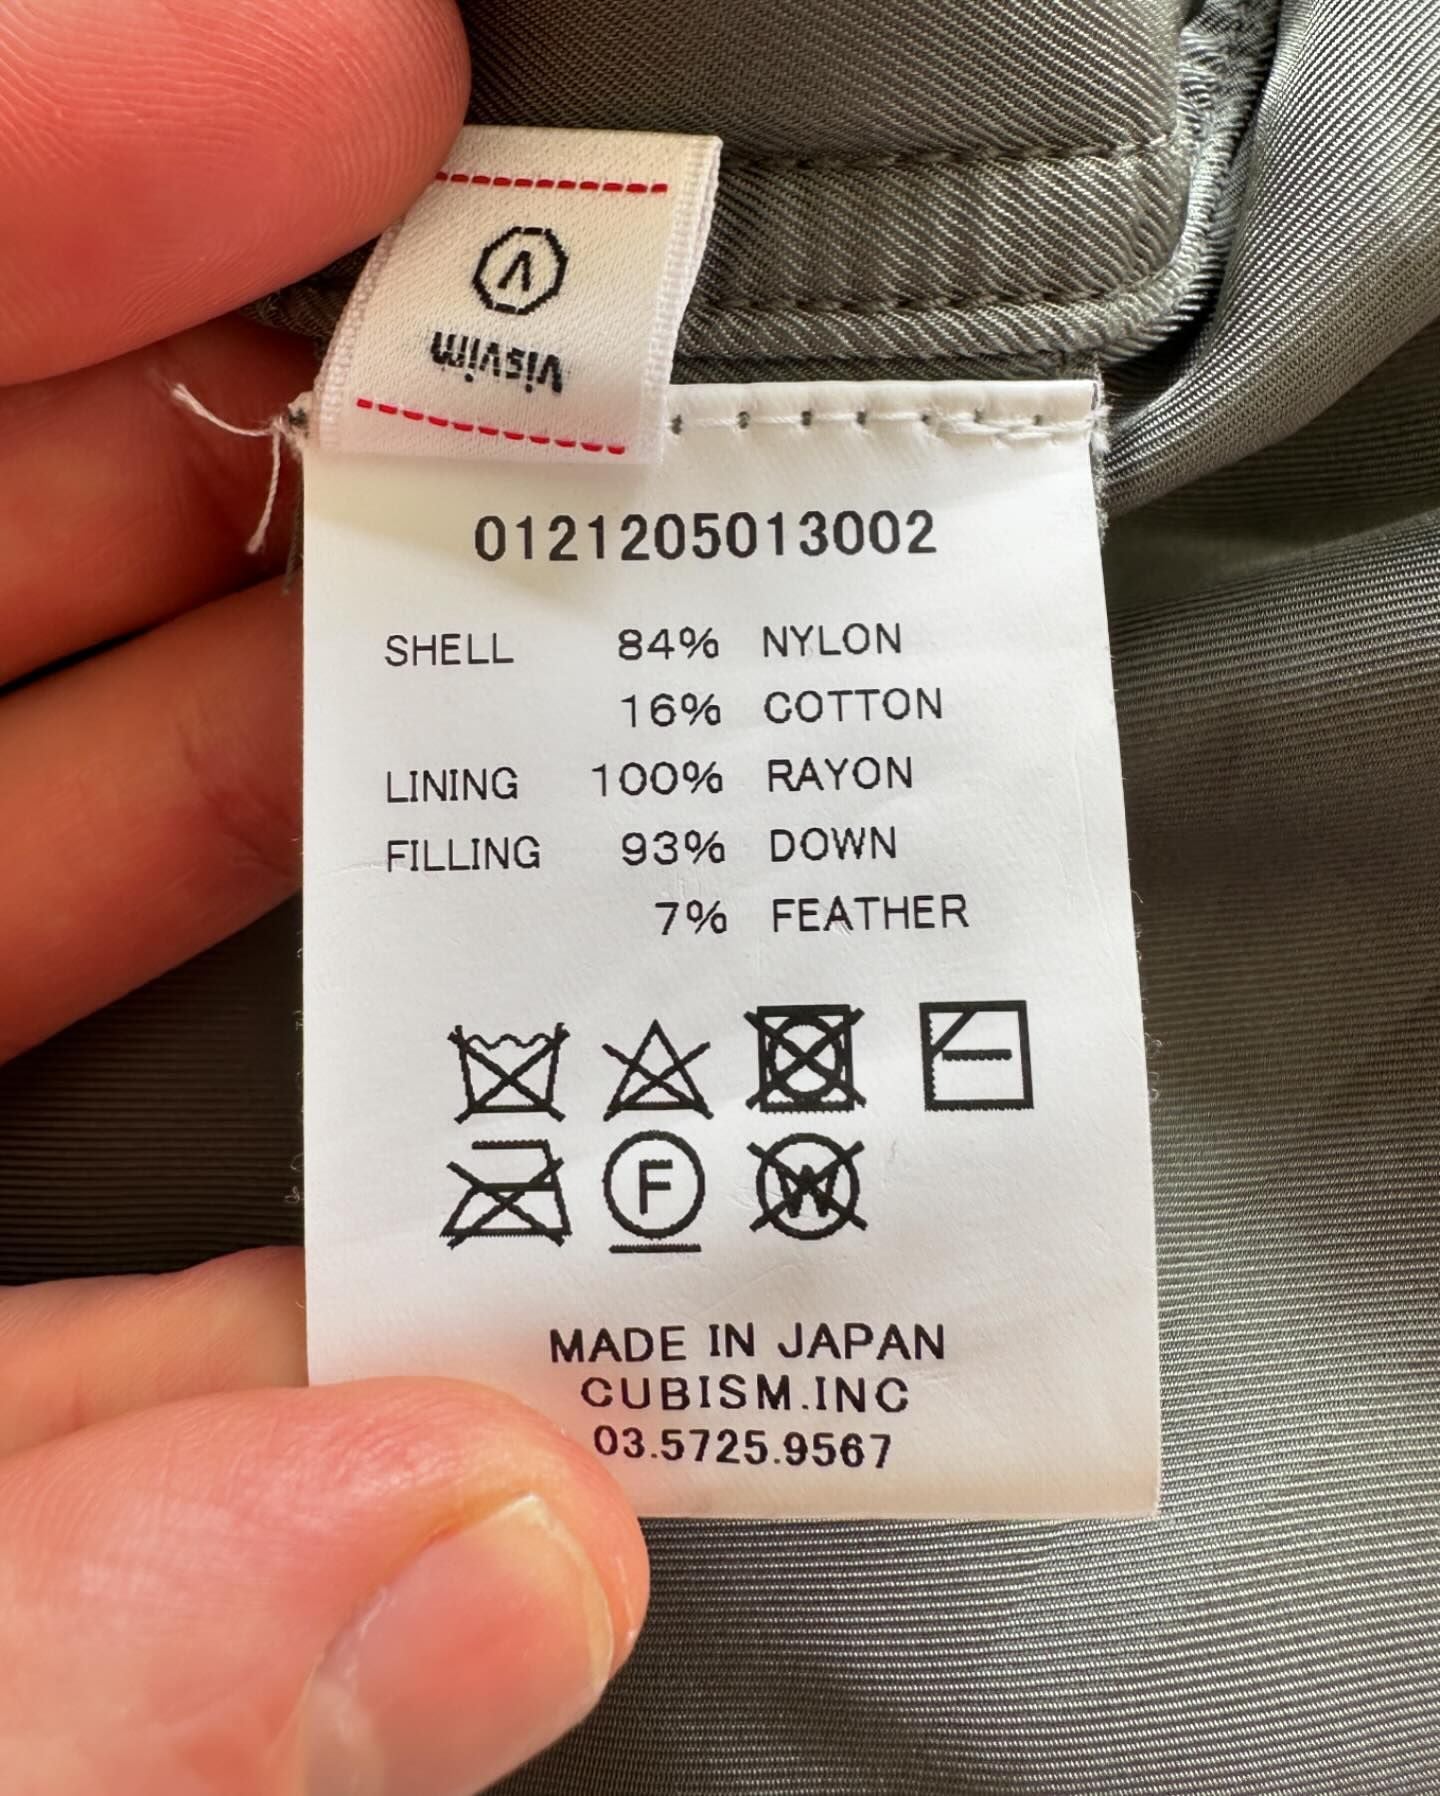 V
visvim
0121205013002
SHELL 84% NYLON
16% COTTON
LINING 100% RAYON
FILLING 93% DOWN
7% FEATHER
F
W
MADE IN JAPAN
CUBISM.INC
03.5725.9567